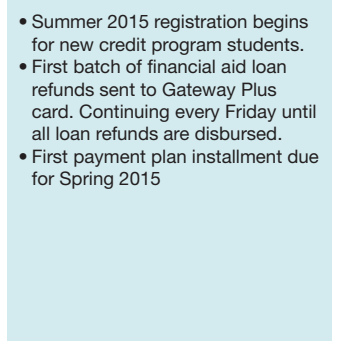 • Summer 2015 registration begins
for new credit program students.
• First batch of financial aid loan
refunds sent to Gateway Plus
card. Continuing every Friday until
all loan refunds are disbursed.
• First payment plan installment due
for Spring 2015